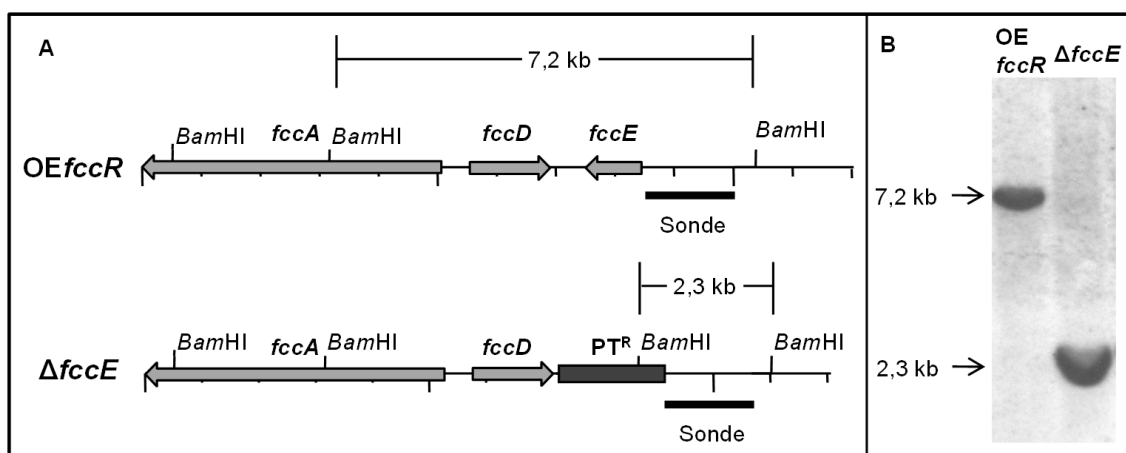 A
7,2 kb
BamHI fccA BamHI fccD fccE BamHI
OEfccR
Sonde
2,3 kb
BamHI fccA BamHI fccD PTᴿ BamHI BamHI
ΔfccE
Sonde
B
OE fccR ΔfccE
7,2 kb
2,3 kb